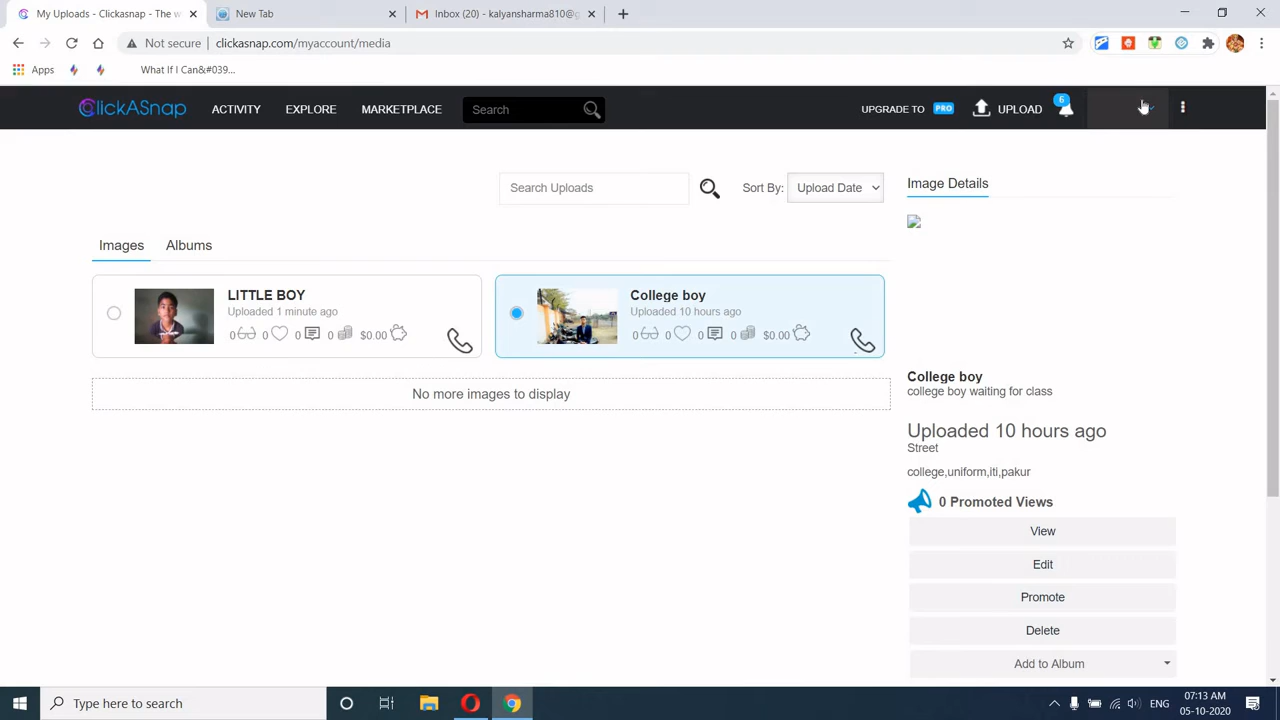 My Uploads - Clickasnap - The w
New Tab
Inbox (20) - kalyansharma810@g
Not secure
clickasnap.com/myaccount/media
Apps
What If I Can&#039...
ClickASnap
ACTIVITY
EXPLORE
MARKETPLACE
Search
UPGRADE TO PRO
UPLOAD
6
Search Uploads
Sort By:
Upload Date
Image Details
Images
Albums
LITTLE BOY
Uploaded 1 minute ago
0 0 0 0 $0.00
College boy
Uploaded 10 hours ago
0 0 0 0 $0.00
No more images to display
College boy
college boy waiting for class
Uploaded 10 hours ago
Street
college,uniform,iti,pakur
0 Promoted Views
View
Edit
Promote
Delete
Add to Album
Type here to search
ENG
07:13 AM
05-10-2020